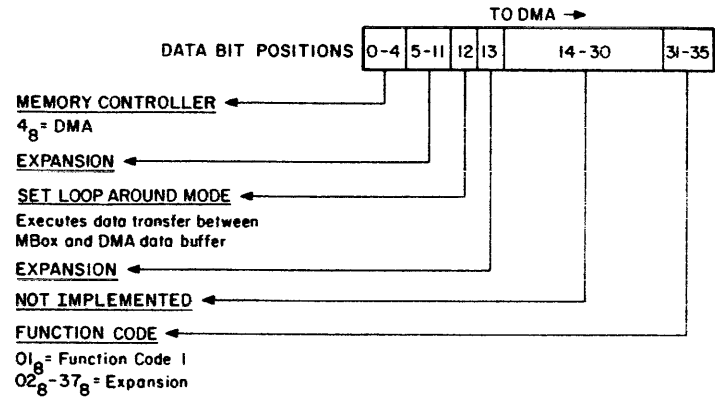 TO DMA →
DATA BIT POSITIONS 0-4 5-11 12 13 14-30 31-35
MEMORY CONTROLLER
4₈= DMA
EXPANSION
SET LOOP AROUND MODE
Executes data transfer between
MBox and DMA data buffer
EXPANSION
NOT IMPLEMENTED
FUNCTION CODE
01₈= Function Code 1
02₈-37₈= Expansion